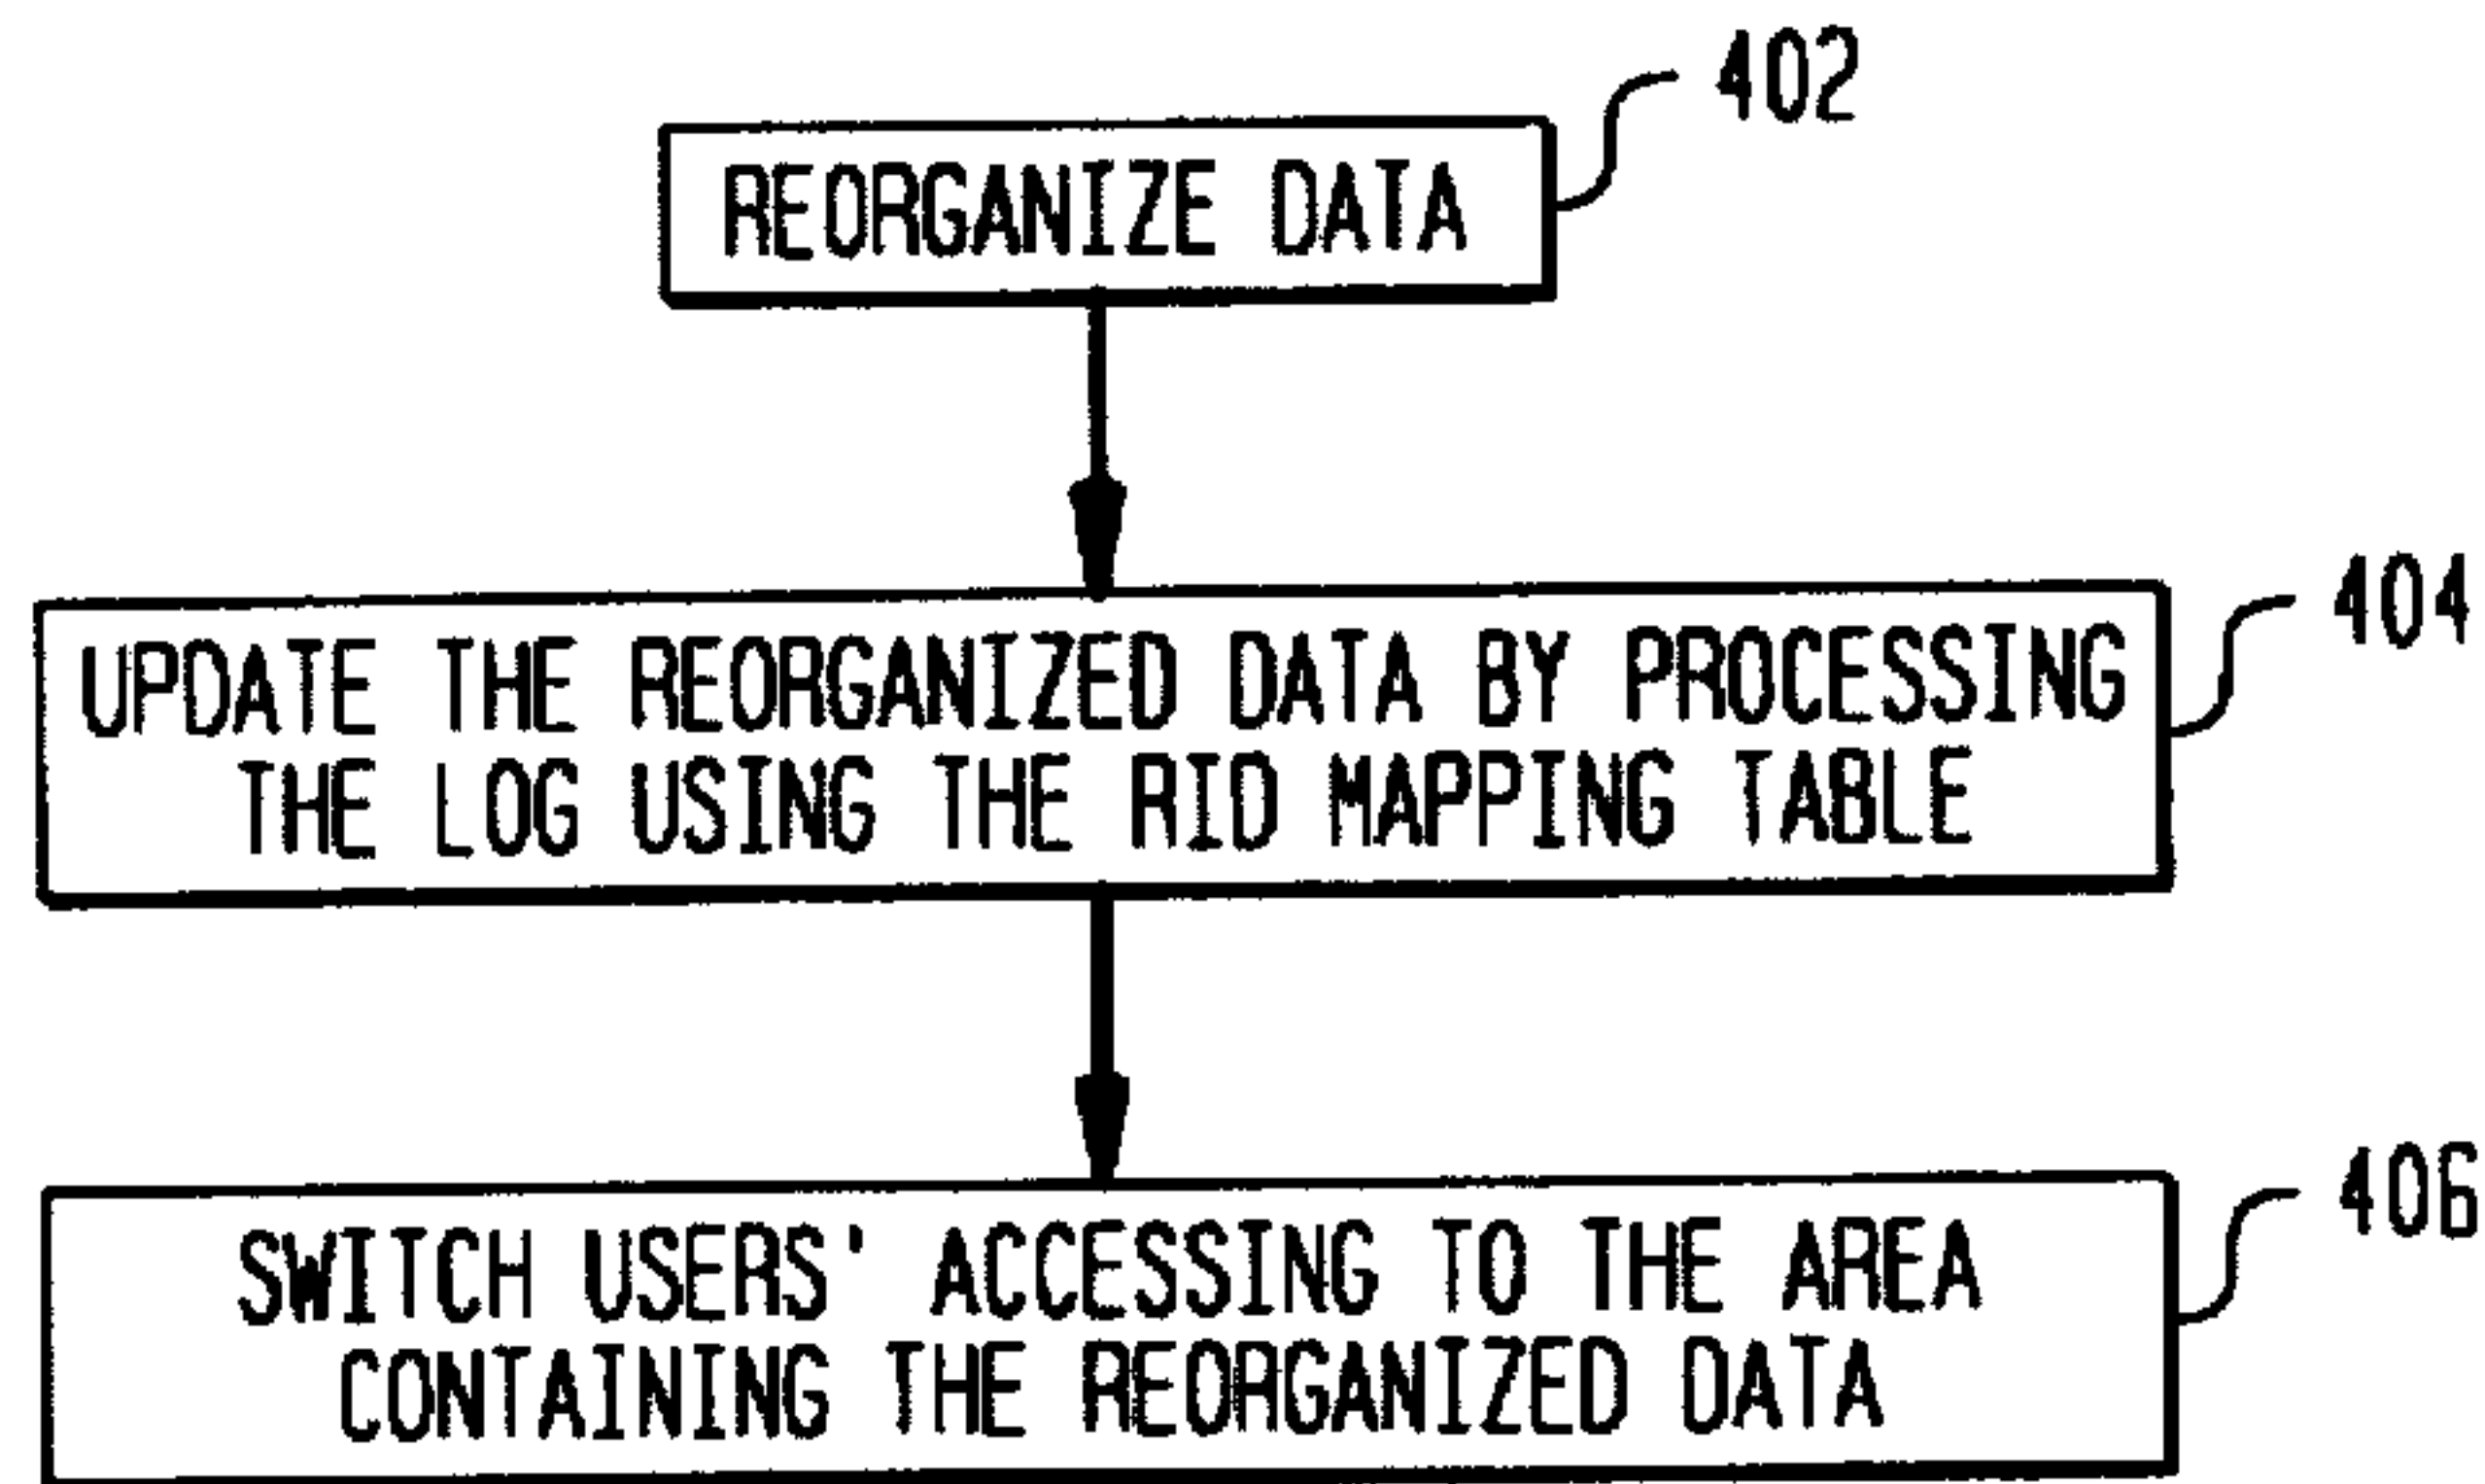 402
REORGANIZE DATA
404
UPDATE THE REORGANIZED DATA BY PROCESSING
THE LOG USING THE RID MAPPING TABLE
406
SWITCH USERS' ACCESSING TO THE AREA
CONTAINING THE REORGANIZED DATA